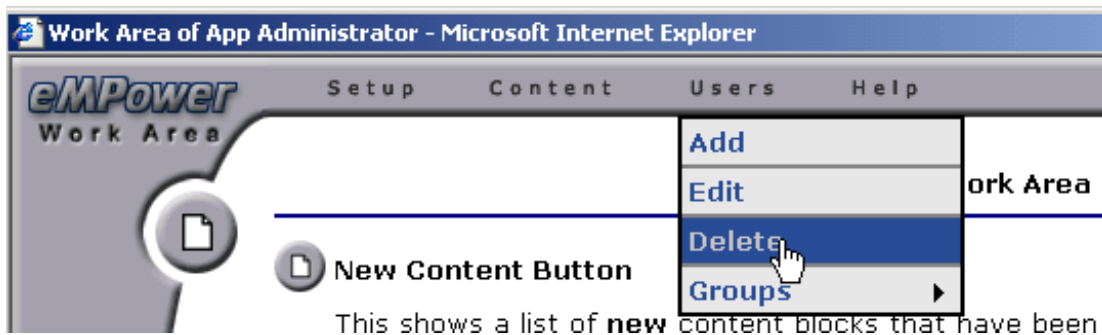 Work Area of App Administrator - Microsoft Internet Explorer
eMPower Setup Content Users Help
Work Area
Add
Edit
ork Area
Delete
New Content Button
Groups
This shows a list of new content blocks that have been